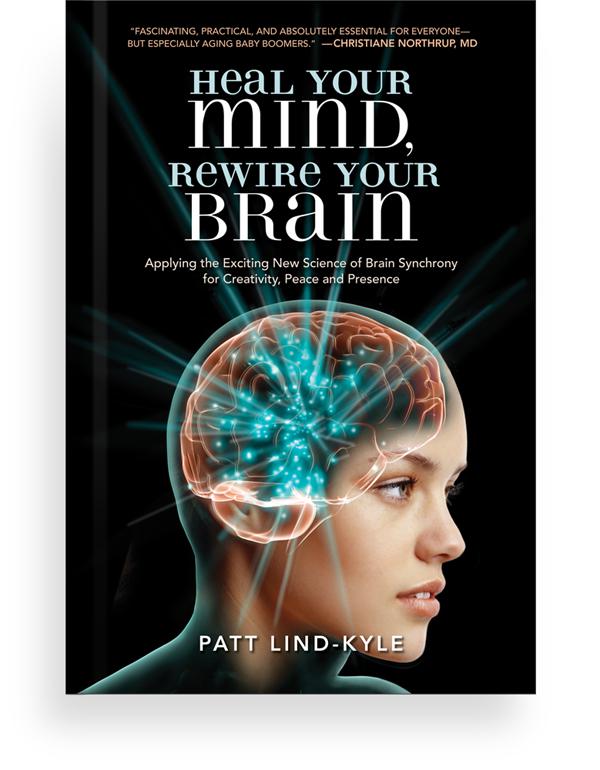 "FASCINATING, PRACTICAL, AND ABSOLUTELY ESSENTIAL FOR EVERYONE—
BUT ESPECIALLY AGING BABY BOOMERS." —CHRISTIANE NORTHRUP, MD
Heal YOUR
mind,
Rewire YOUR
BRain
Applying the Exciting New Science of Brain Synchrony
for Creativity, Peace and Presence
PATT LIND-KYLE